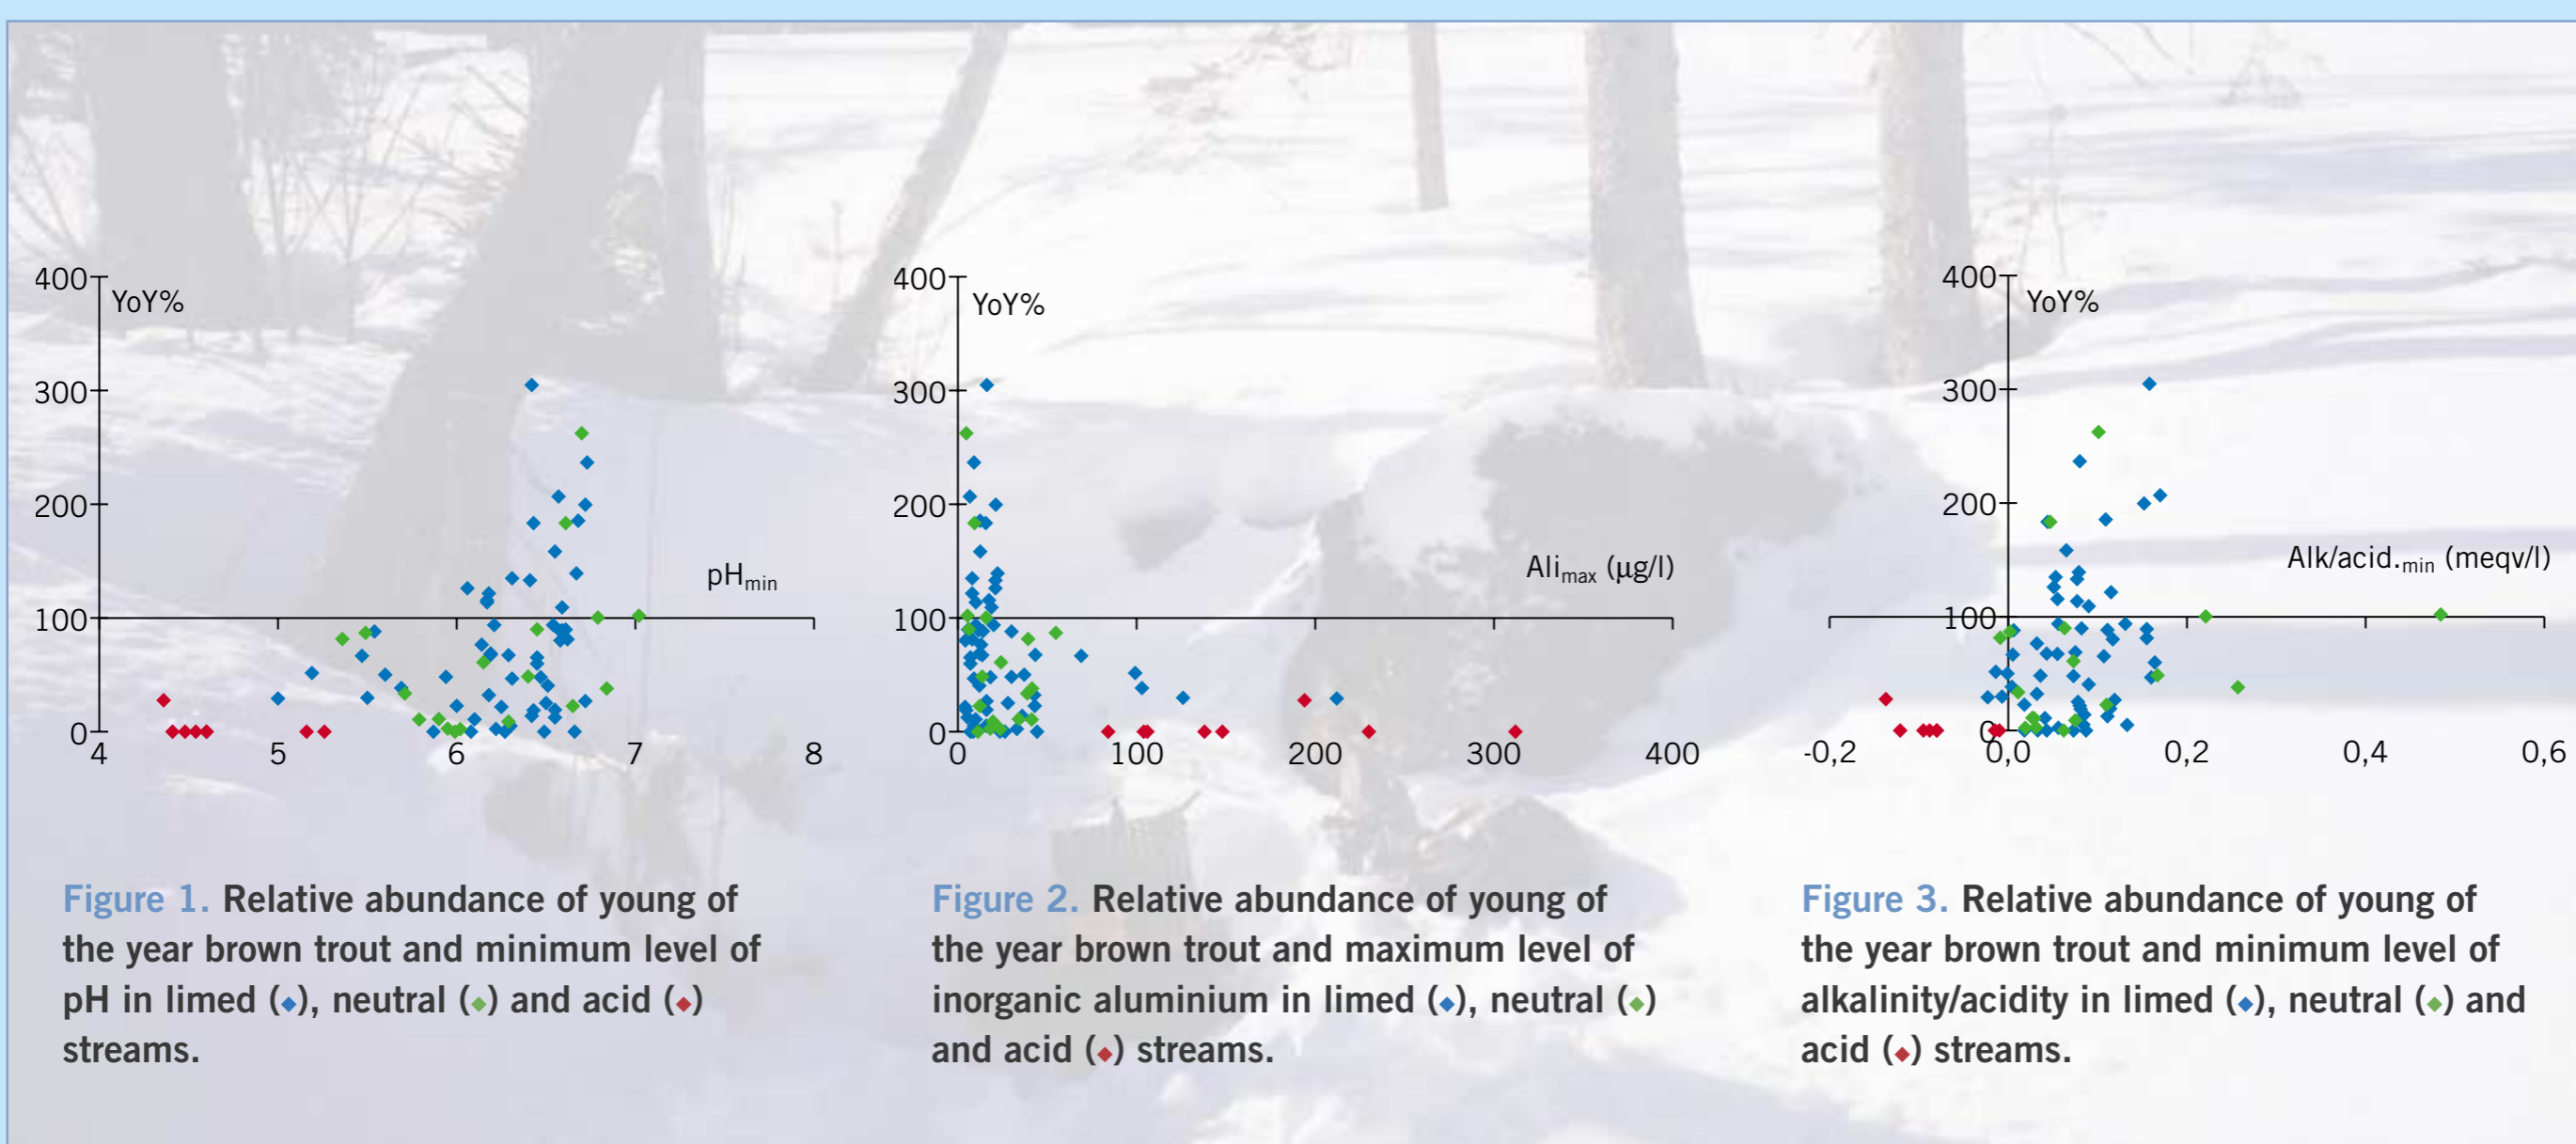 400
YoY%
300
200
100
0
pHmin
4 5 6 7 8
400
YoY%
300
200
100
0
Alimax (µg/l)
0 100 200 300 400
400
YoY%
300
200
100
0
Alk/acid.min (meqv/l)
-0,2 0,0 0,2 0,4 0,6
Figure 1. Relative abundance of young of
the year brown trout and minimum level of
pH in limed (◆), neutral (◆) and acid (◆)
streams.
Figure 2. Relative abundance of young of
the year brown trout and maximum level of
inorganic aluminium in limed (◆), neutral (◆)
and acid (◆) streams.
Figure 3. Relative abundance of young of
the year brown trout and minimum level of
alkalinity/acidity in limed (◆), neutral (◆) and
acid (◆) streams.